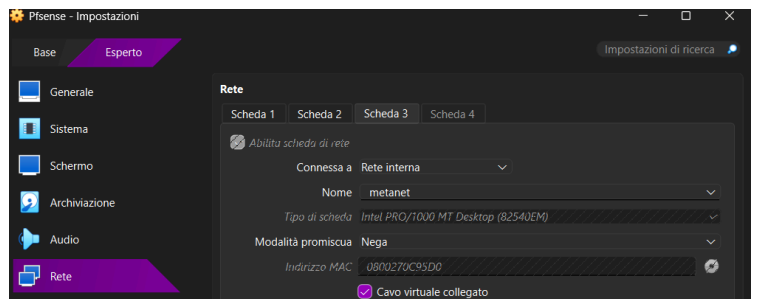 Pfsense - Impostazioni
Base Esperto Impostazioni di ricerca
Generale
Sistema
Schermo
Archiviazione
Audio
Rete
Rete
Scheda 1 Scheda 2 Scheda 3 Scheda 4
Abilita scheda di rete
Connessa a Rete interna
Nome metanet
Tipo di scheda Intel PRO/1000 MT Desktop (82540EM)
Modalità promiscua Nega
Indirizzo MAC 0800270C95D0
Cavo virtuale collegato